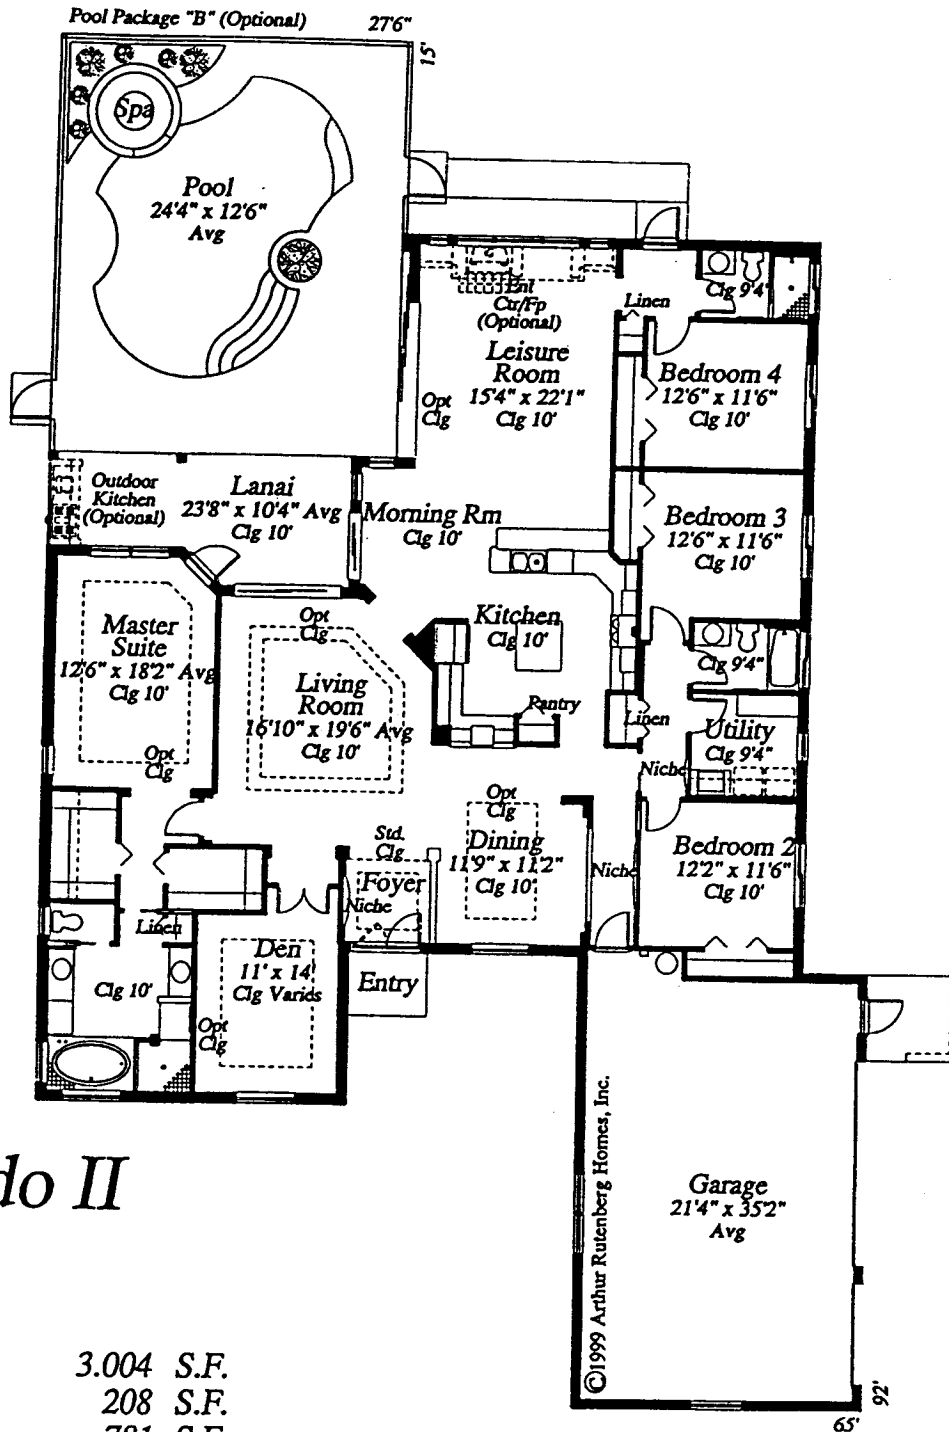 Pool Package "B" (Optional)
27'6"
15'
Spa
Pool
24'4" x 12'6"
Avg
Ent
Ctr/Fp
(Optional)
Linen
Clg 9'4"
Leisure
Room
15'4" x 22'1"
Clg 10'
Opt
Clg
Bedroom 4
12'6" x 11'6"
Clg 10'
Outdoor
Kitchen
(Optional)
Lanai
23'8" x 10'4" Avg
Clg 10'
Morning Rm
Clg 10'
Bedroom 3
12'6" x 11'6"
Clg 10'
Master
Suite
12'6" x 18'2" Avg
Clg 10'
Opt
Clg
Opt
Clg
Living
Room
16'10" x 19'6" Avg
Clg 10'
Kitchen
Clg 10'
Pantry
Clg 9'4"
Linen
Utility
Clg 9'4"
Niche
Opt
Clg
Dining
11'9" x 11'2"
Clg 10'
Std.
Clg
Foyer
Niche
Niche
Bedroom 2
12'2" x 11'6"
Clg 10'
Linen
Clg 10'
Den
11' x 14'
Clg Varies
Opt
Clg
Entry
©1999 Arthur Rutenberg Homes, Inc.
Garage
21'4" x 35'2"
Avg
do II
3.004 S.F.
208 S.F.
781 S.F.
92'
65'